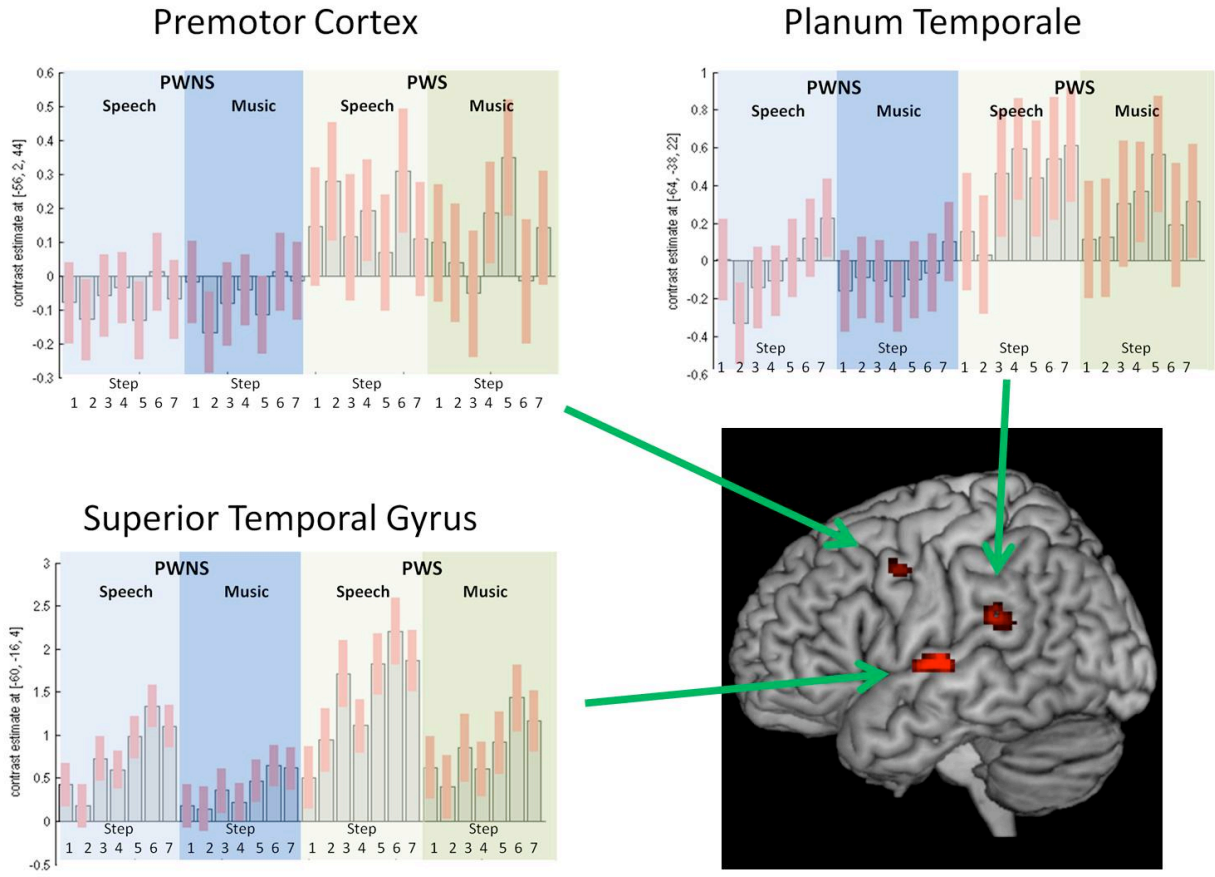 Premotor Cortex
PWNS PWS
Speech Music Speech Music
contrast estimate at [-56, 2, 44]
0.6
0.5
0.4
0.3
0.2
0.1
0
-0.1
-0.2
-0.3
Step Step Step Step
1 2 3 4 5 6 7 1 2 3 4 5 6 7 1 2 3 4 5 6 7 1 2 3 4 5 6 7
Planum Temporale
PWNS PWS
Speech Music Speech Music
contrast estimate at [-64, -38, 22]
1
0.8
0.6
0.4
0.2
0
-0.2
-0.4
-0.6
Step Step Step Step
1 2 3 4 5 6 7 1 2 3 4 5 6 7 1 2 3 4 5 6 7 1 2 3 4 5 6 7
Superior Temporal Gyrus
PWNS PWS
Speech Music Speech Music
contrast estimate at [-60, -16, 4]
3
2.5
2
1.5
1
0.5
0
-0.5
Step Step Step Step
1 2 3 4 5 6 7 1 2 3 4 5 6 7 1 2 3 4 5 6 7 1 2 3 4 5 6 7